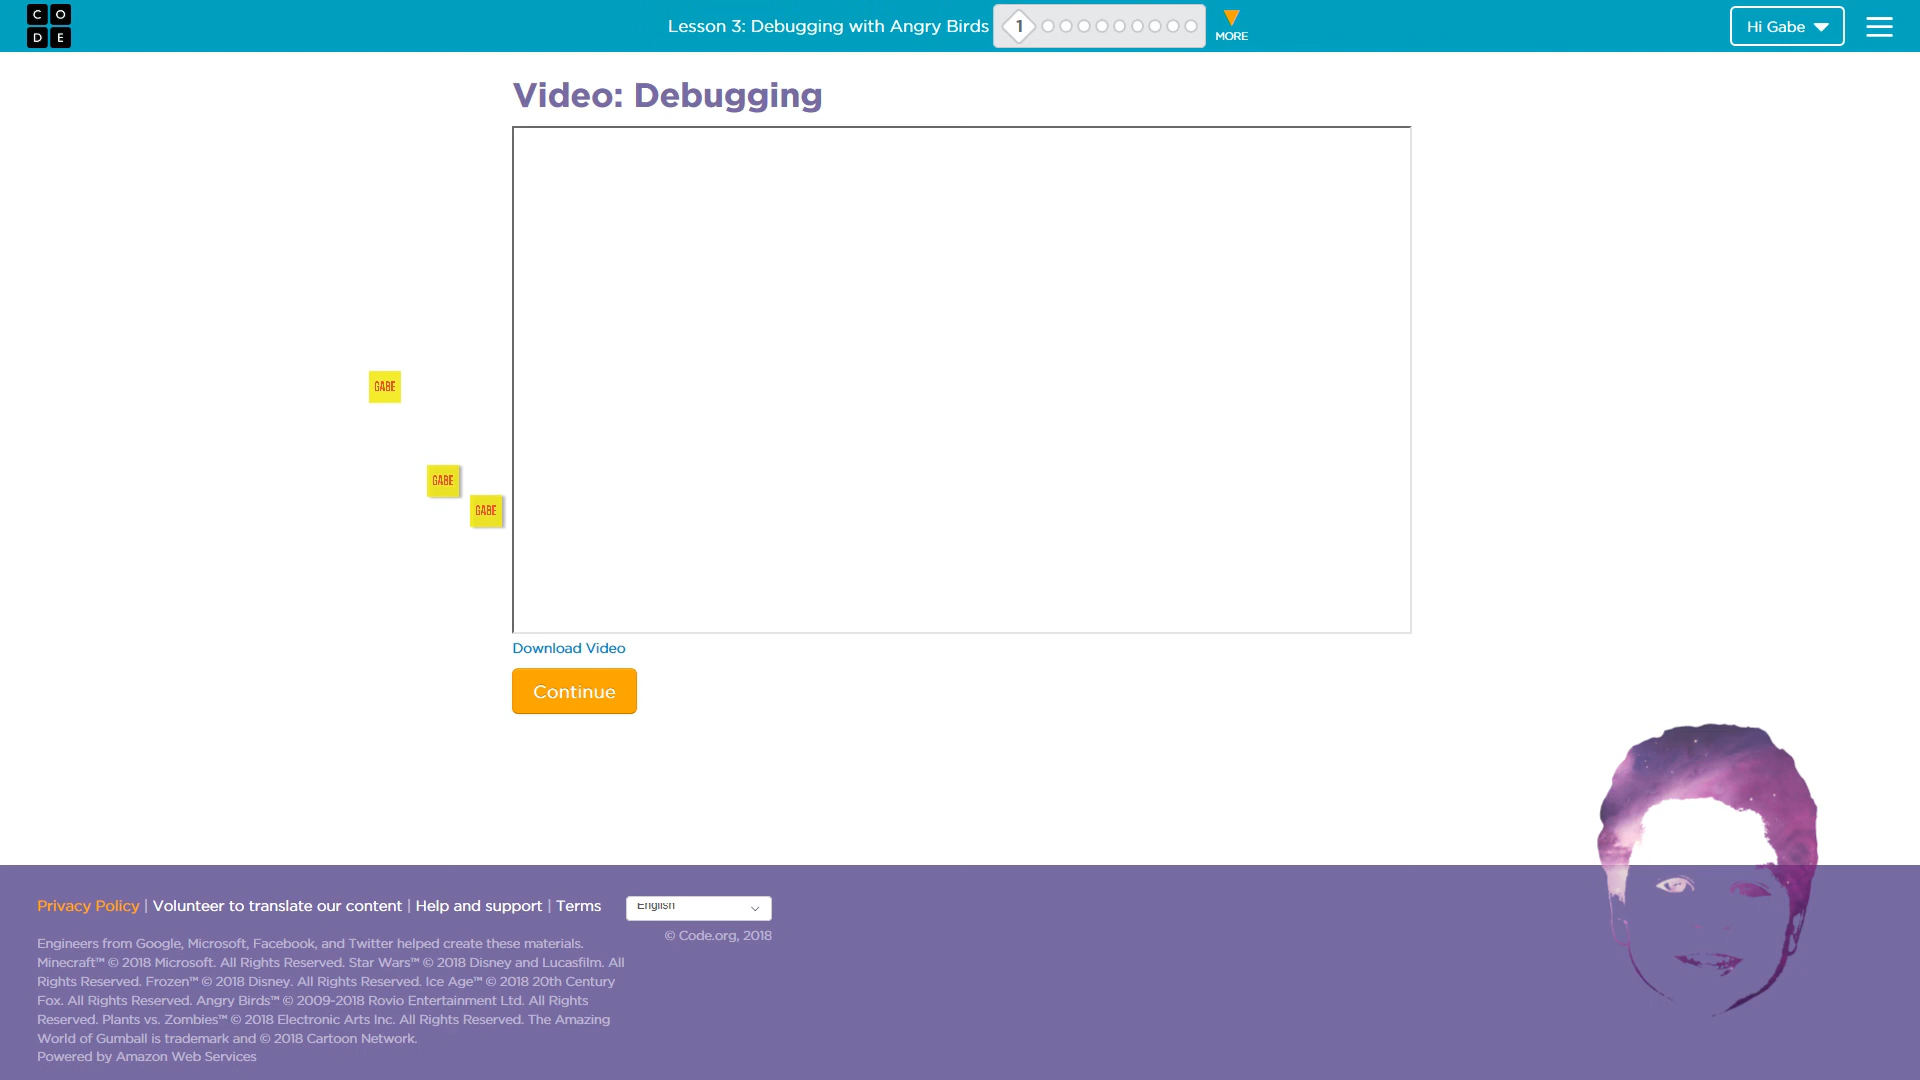 C O
D E
Lesson 3: Debugging with Angry Birds
1
MORE
Hi Gabe
Video: Debugging
GABE
GABE
GABE
Download Video
Continue
Privacy Policy | Volunteer to translate our content | Help and support | Terms
English
© Code.org, 2018
Engineers from Google, Microsoft, Facebook, and Twitter helped create these materials.
Minecraft™ © 2018 Microsoft. All Rights Reserved. Star Wars™ © 2018 Disney and Lucasfilm. All
Rights Reserved. Frozen™ © 2018 Disney. All Rights Reserved. Ice Age™ © 2018 20th Century
Fox. All Rights Reserved. Angry Birds™ © 2009-2018 Rovio Entertainment Ltd. All Rights
Reserved. Plants vs. Zombies™ © 2018 Electronic Arts Inc. All Rights Reserved. The Amazing
World of Gumball is trademark and © 2018 Cartoon Network.
Powered by Amazon Web Services